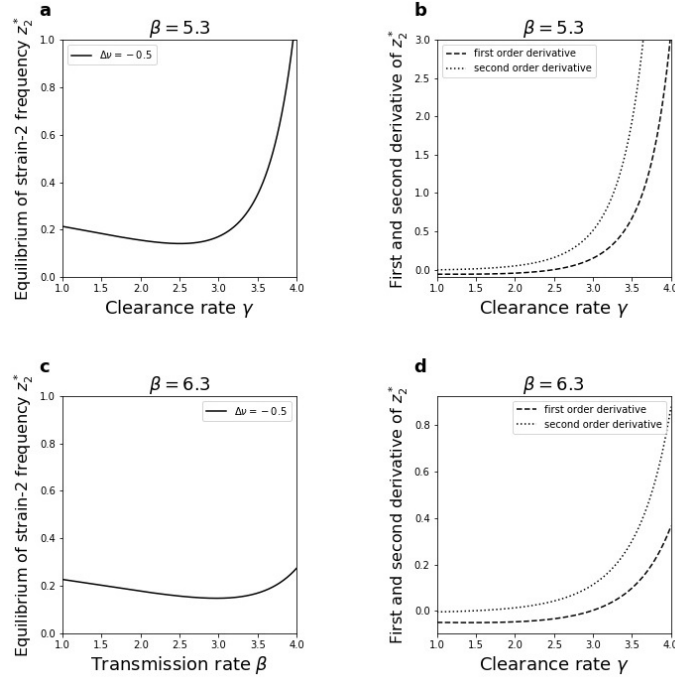 a
β = 5.3
Equilibrium of strain-2 frequency z₂*
1.0
0.8
0.6
0.4
0.2
0.0
Δν = −0.5
1.0 1.5 2.0 2.5 3.0 3.5 4.0
Clearance rate γ
b
β = 5.3
First and second derivative of z₂*
3.0
2.5
2.0
1.5
1.0
0.5
0.0
first order derivative
second order derivative
1.0 1.5 2.0 2.5 3.0 3.5 4.0
Clearance rate γ
c
β = 6.3
Equilibrium of strain-2 frequency z₂*
1.0
0.8
0.6
0.4
0.2
0.0
Δν = −0.5
1.0 1.5 2.0 2.5 3.0 3.5 4.0
Transmission rate β
d
β = 6.3
First and second derivative of z₂*
0.8
0.6
0.4
0.2
0.0
first order derivative
second order derivative
1.0 1.5 2.0 2.5 3.0 3.5 4.0
Clearance rate γ